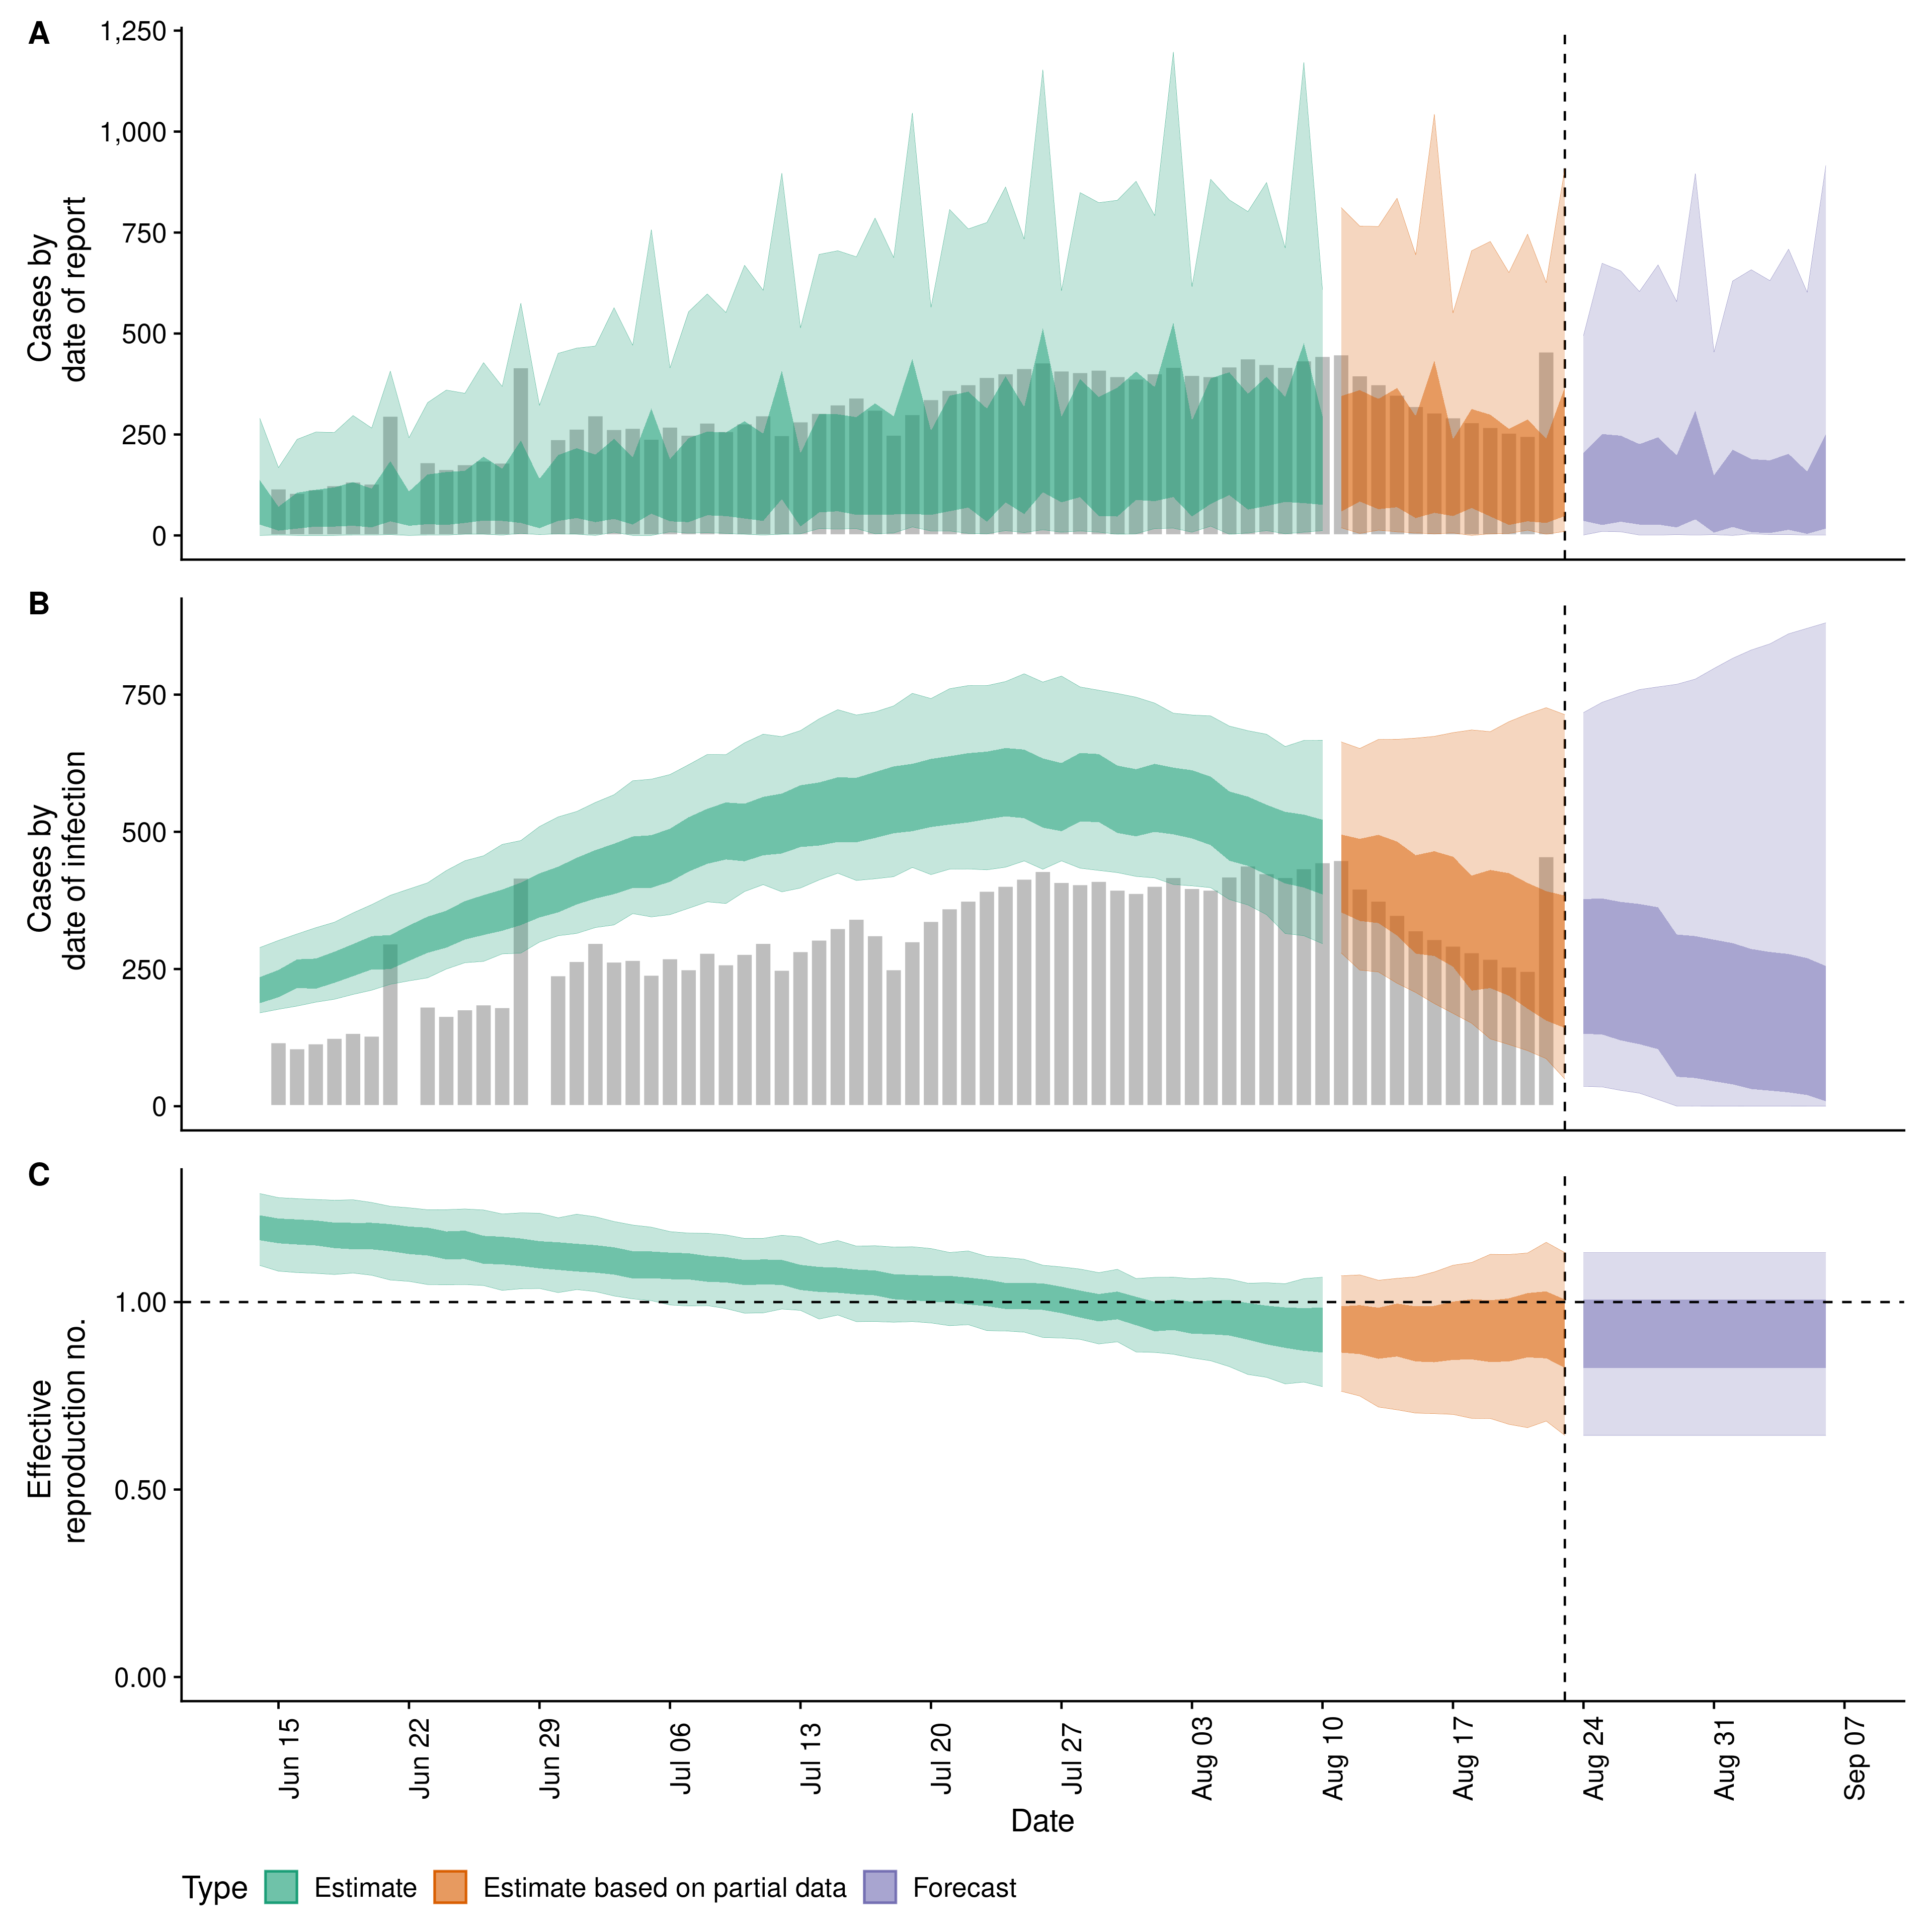 A
Cases by
date of report
1,250
1,000
750
500
250
0
B
Cases by
date of infection
750
500
250
0
C
Effective
reproduction no.
1.00
0.50
0.00
Jun 15
Jun 22
Jun 29
Jul 06
Jul 13
Jul 20
Jul 27
Aug 03
Aug 10
Aug 17
Aug 24
Aug 31
Sep 07
Date
Type Estimate Estimate based on partial data Forecast